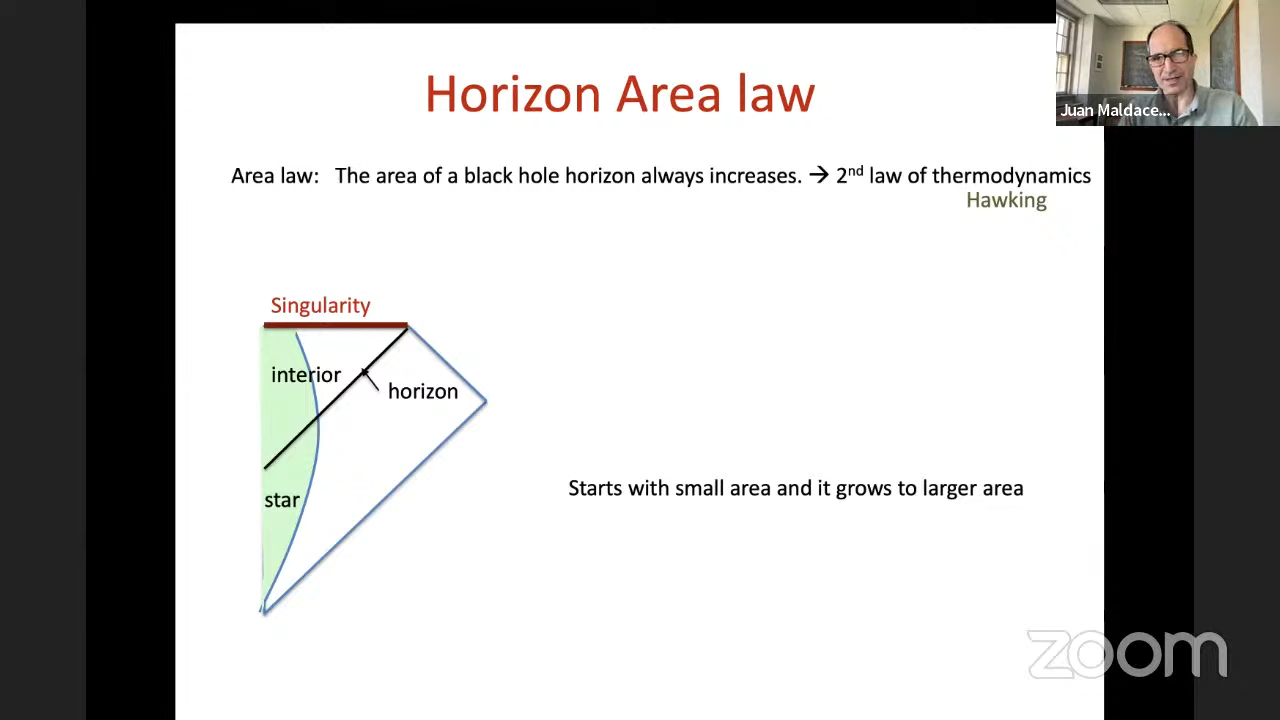 Horizon Area law
Juan Maldace...
Area law: The area of a black hole horizon always increases. → 2nd law of thermodynamics
Hawking
Singularity
interior
horizon
star
Starts with small area and it grows to larger area
zoom